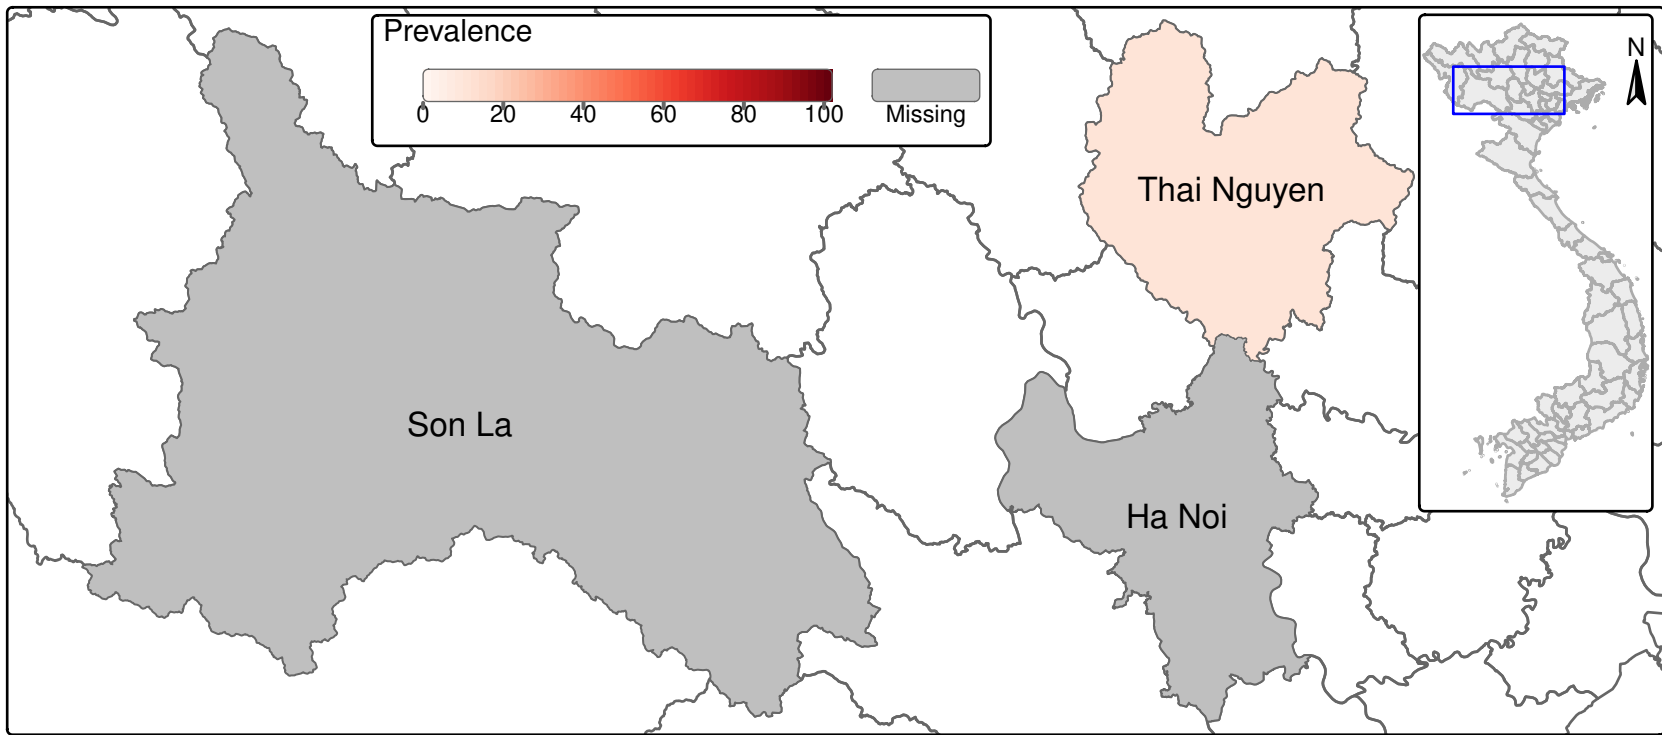 Prevalence
0 20 40 60 80 100
Missing
N
Thai Nguyen
Son La
Ha Noi